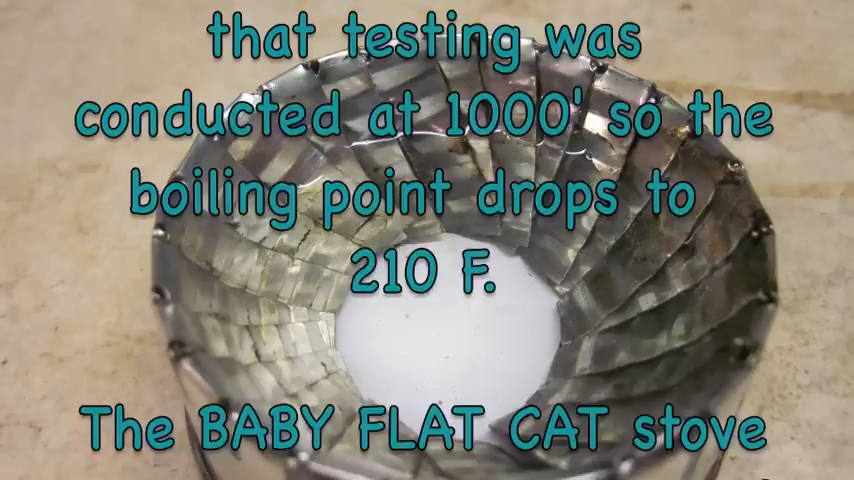 that testing was
conducted at 1000' so the
boiling point drops to
210 F.
The BABY FLAT CAT stove